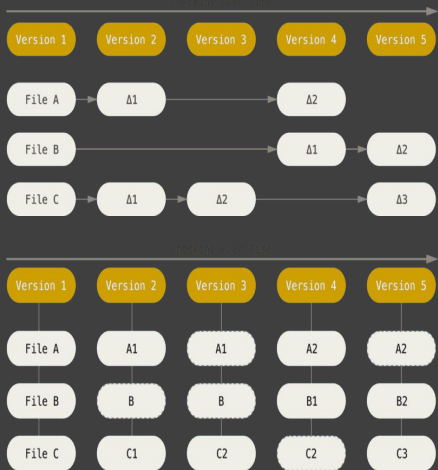 Version 1 Version 2 Version 3 Version 4 Version 5
File A Δ1 Δ2
File B Δ1 Δ2
File C Δ1 Δ2 Δ3
Version 1 Version 2 Version 3 Version 4 Version 5
File A A1 A1 A2 A2
File B B B B1 B2
File C C1 C2 C2 C3